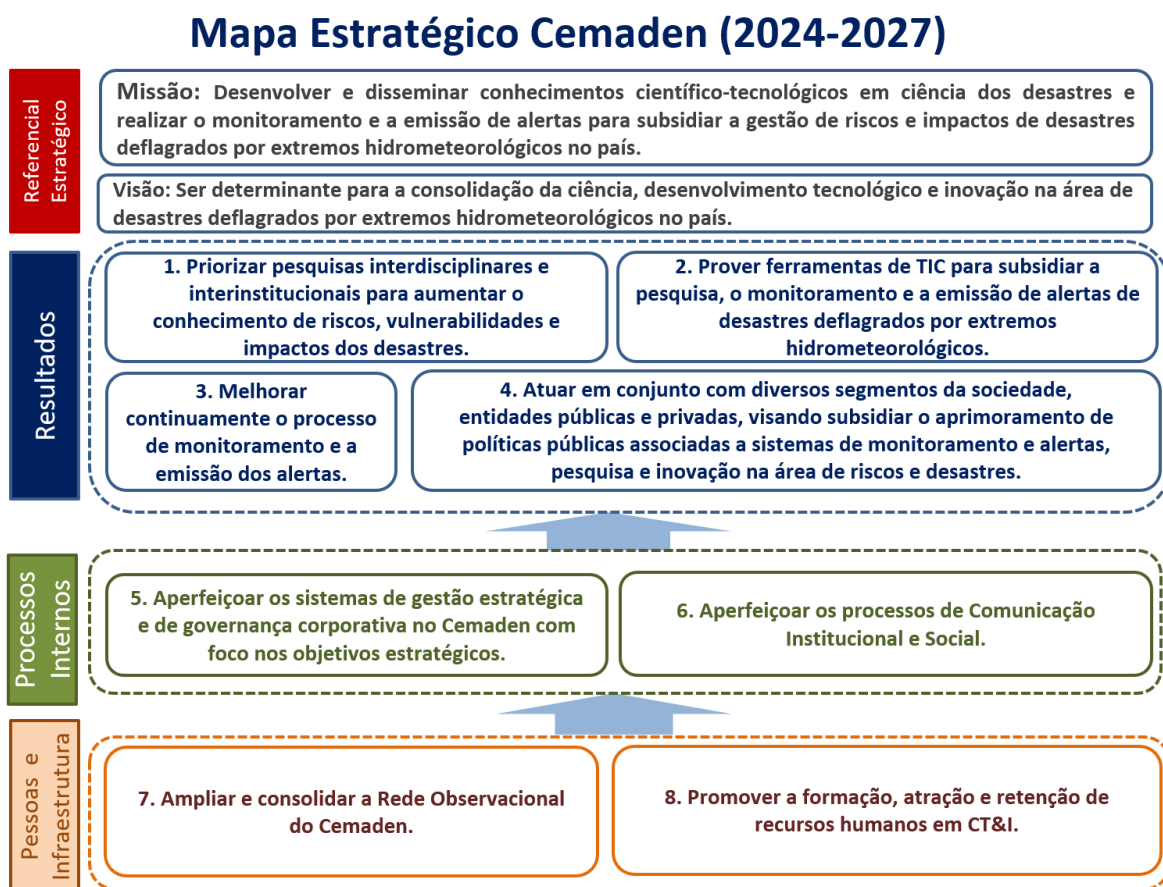 Mapa Estratégico Cemaden (2024-2027)
Referencial
Estratégico
Missão: Desenvolver e disseminar conhecimentos científico-tecnológicos em ciência dos desastres e
realizar o monitoramento e a emissão de alertas para subsidiar a gestão de riscos e impactos de desastres
deflagrados por extremos hidrometeorológicos no país.
Visão: Ser determinante para a consolidação da ciência, desenvolvimento tecnológico e inovação na área de
desastres deflagrados por extremos hidrometeorológicos no país.
Resultados
1. Priorizar pesquisas interdisciplinares e
interinstitucionais para aumentar o
conhecimento de riscos, vulnerabilidades e
impactos dos desastres.
2. Prover ferramentas de TIC para subsidiar a
pesquisa, o monitoramento e a emissão de alertas de
desastres deflagrados por extremos
hidrometeorológicos.
3. Melhorar
continuamente o processo
de monitoramento e a
emissão dos alertas.
4. Atuar em conjunto com diversos segmentos da sociedade,
entidades públicas e privadas, visando subsidiar o aprimoramento de
políticas públicas associadas a sistemas de monitoramento e alertas,
pesquisa e inovação na área de riscos e desastres.
Processos
Internos
5. Aperfeiçoar os sistemas de gestão estratégica
e de governança corporativa no Cemaden com
foco nos objetivos estratégicos.
6. Aperfeiçoar os processos de Comunicação
Institucional e Social.
Pessoas e
Infraestrutura
7. Ampliar e consolidar a Rede Observacional
do Cemaden.
8. Promover a formação, atração e retenção de
recursos humanos em CT&I.